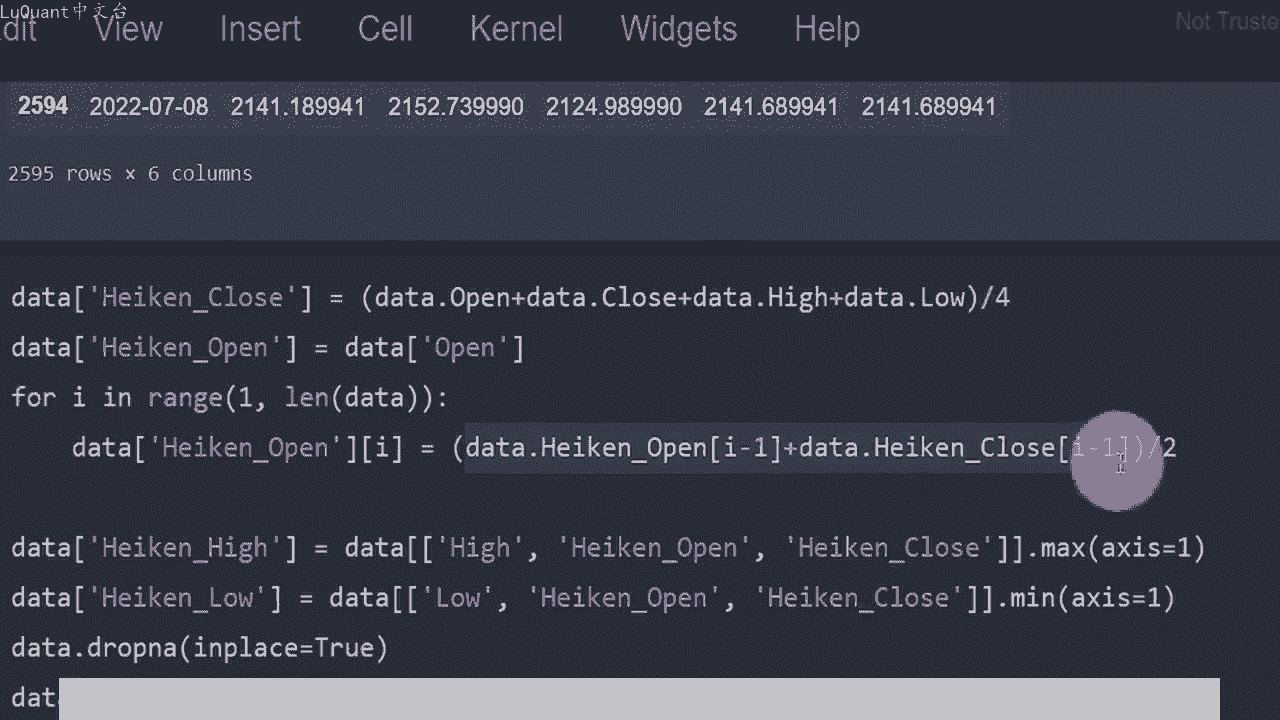 LuQuant中文台
dit View Insert Cell Kernel Widgets Help Not Truste
2594 2022-07-08 2141.189941 2152.739990 2124.989990 2141.689941 2141.689941
2595 rows × 6 columns
data['Heiken_Close'] = (data.Open+data.Close+data.High+data.Low)/4
data['Heiken_Open'] = data['Open']
for i in range(1, len(data)):
    data['Heiken_Open'][i] = (data.Heiken_Open[i-1]+data.Heiken_Close[i-1])/2
data['Heiken_High'] = data[['High', 'Heiken_Open', 'Heiken_Close']].max(axis=1)
data['Heiken_Low'] = data[['Low', 'Heiken_Open', 'Heiken_Close']].min(axis=1)
data.dropna(inplace=True)
dat